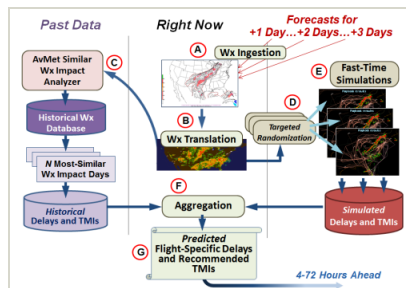 Past Data
Right Now
Forecasts for
+1 Day…+2 Days…+3 Days
A
Wx Ingestion
C
AvMet Similar
Wx Impact
Analyzer
E
Fast-Time
Simulations
B
Wx Translation
D
Targeted
Randomization
Historical Wx
Database
N Most-Similar
Wx Impact Days
Historical
Delays and TMIs
F
Aggregation
Simulated
Delays and TMIs
G
Predicted
Flight-Specific Delays
and Recommended
TMIs
4-72 Hours Ahead